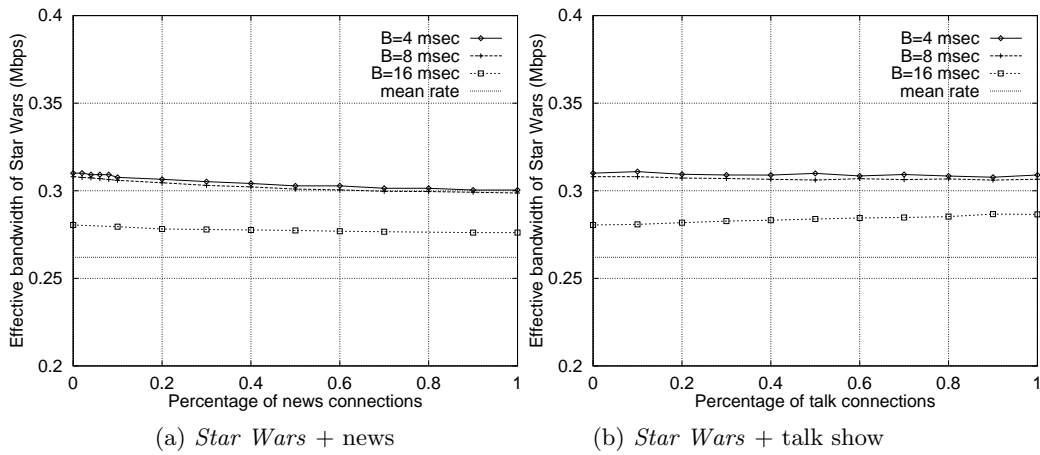 0.4
0.35
0.3
0.25
0.2
Effective bandwidth of Star Wars (Mbps)
B=4 msec
B=8 msec
B=16 msec
mean rate
0 0.2 0.4 0.6 0.8 1
Percentage of news connections
(a) Star Wars + news
0.4
0.35
0.3
0.25
0.2
Effective bandwidth of Star Wars (Mbps)
B=4 msec
B=8 msec
B=16 msec
mean rate
0 0.2 0.4 0.6 0.8 1
Percentage of talk connections
(b) Star Wars + talk show